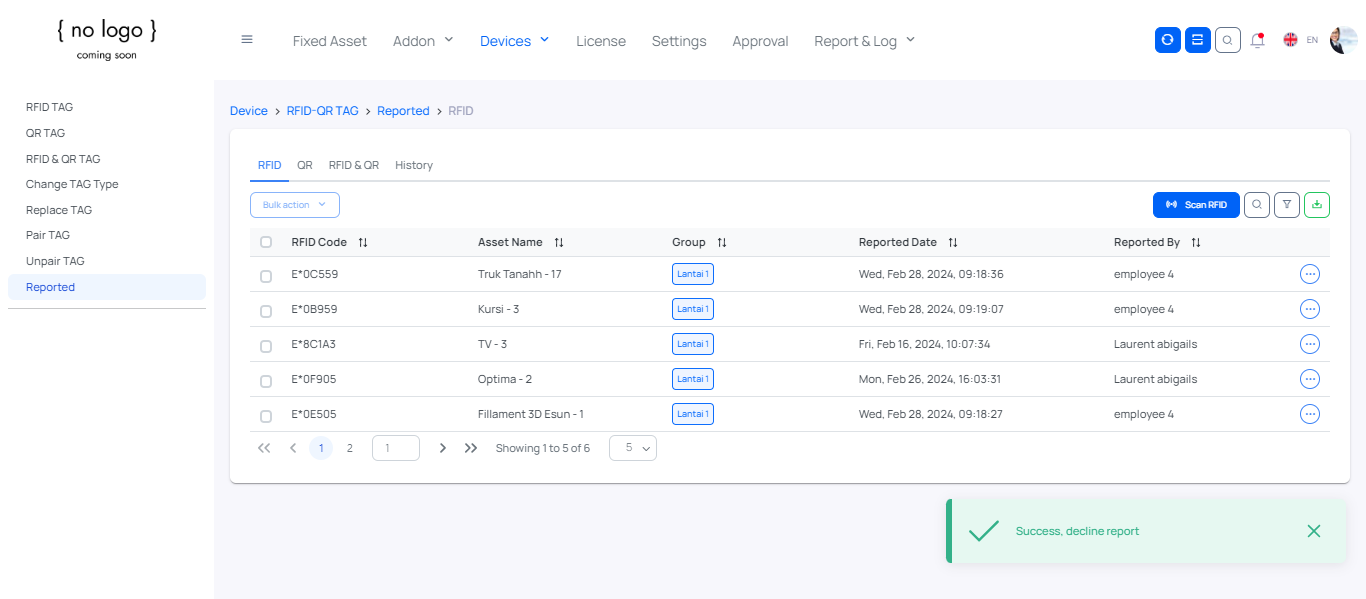 { no logo }
coming soon
Fixed Asset Addon Devices License Settings Approval Report & Log EN
RFID TAG
QR TAG
RFID & QR TAG
Change TAG Type
Replace TAG
Pair TAG
Unpair TAG
Reported
Device > RFID-QR TAG > Reported > RFID
RFID QR RFID & QR History
Bulk action Scan RFID
RFID Code Asset Name Group Reported Date Reported By
E*0C559 Truk Tanahh - 17 Lantai 1 Wed, Feb 28, 2024, 09:18:36 employee 4
E*0B959 Kursi - 3 Lantai 1 Wed, Feb 28, 2024, 09:19:07 employee 4
E*8C1A3 TV - 3 Lantai 1 Fri, Feb 16, 2024, 10:07:34 Laurent abigails
E*0F905 Optima - 2 Lantai 1 Mon, Feb 26, 2024, 16:03:31 Laurent abigails
E*0E505 Fillament 3D Esun - 1 Lantai 1 Wed, Feb 28, 2024, 09:18:27 employee 4
1 2 1 Showing 1 to 5 of 6 5
Success, decline report